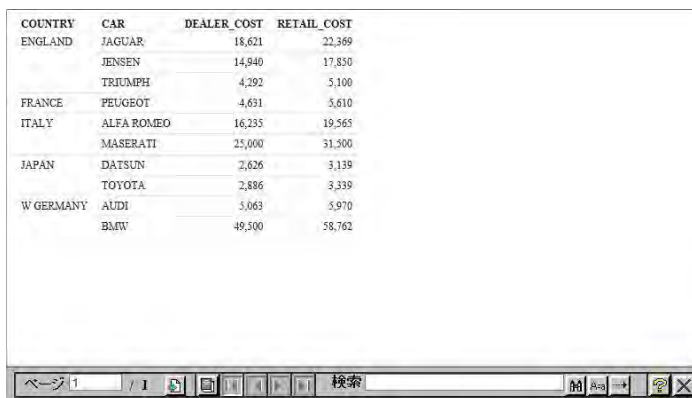 COUNTRY CAR DEALER_COST RETAIL_COST
ENGLAND JAGUAR 18,621 22,369
JENSEN 14,940 17,850
TRIUMPH 4,292 5,100
FRANCE PEUGEOT 4,631 5,610
ITALY ALFA ROMEO 16,235 19,565
MASERATI 25,000 31,500
JAPAN DATSUN 2,626 3,139
TOYOTA 2,886 3,339
W GERMANY AUDI 5,063 5,970
BMW 49,500 58,762
ページ 1 / 1 検索 A=a